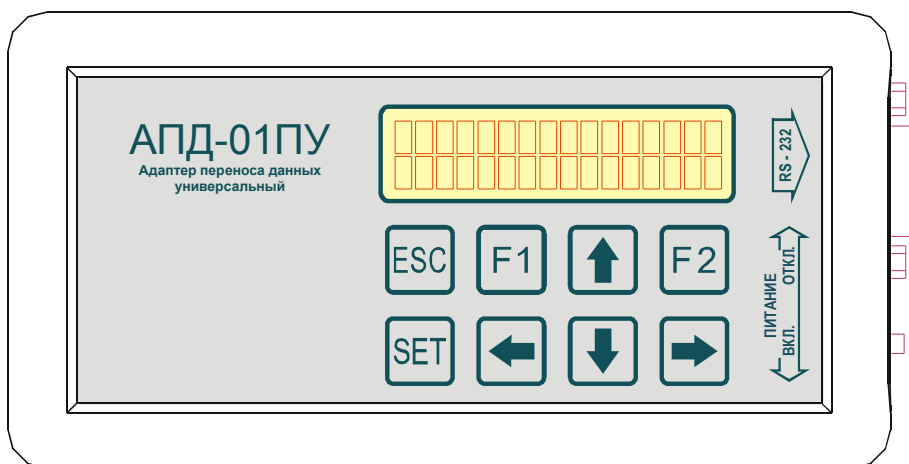 АПД-01ПУ
Адаптер переноса данных
универсальный
RS - 232
ESC
F1
F2
SET
ПИТАНИЕ
ВКЛ.
ОТКЛ.